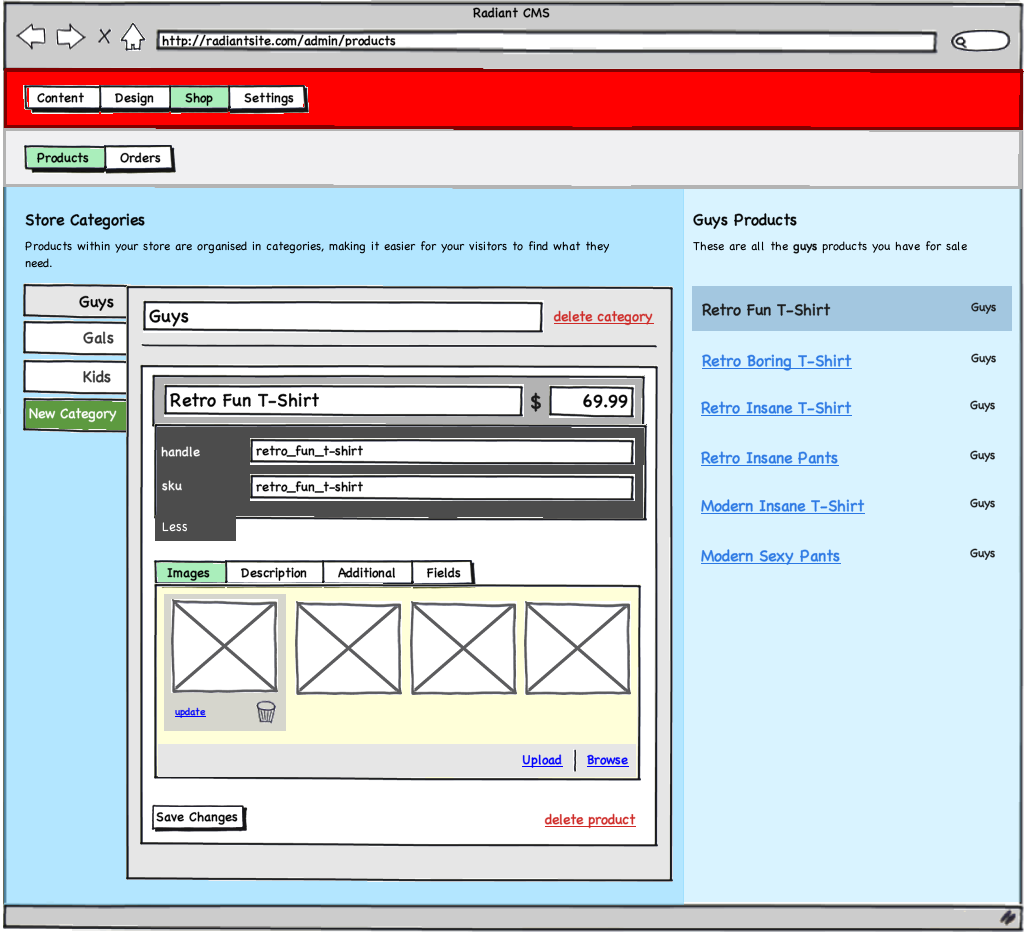 Radiant CMS
http://radiantsite.com/admin/products
Content Design Shop Settings
Products Orders
Store Categories
Products within your store are organised in categories, making it easier for your visitors to find what they
need.
Guys
Gals
Kids
New Category
Guys delete category
Retro Fun T-Shirt $ 69.99
handle retro_fun_t-shirt
sku retro_fun_t-shirt
Less
Images Description Additional Fields
update
Upload Browse
Save Changes delete product
Guys Products
These are all the guys products you have for sale
Retro Fun T-Shirt Guys
Retro Boring T-Shirt Guys
Retro Insane T-Shirt Guys
Retro Insane Pants Guys
Modern Insane T-Shirt Guys
Modern Sexy Pants Guys